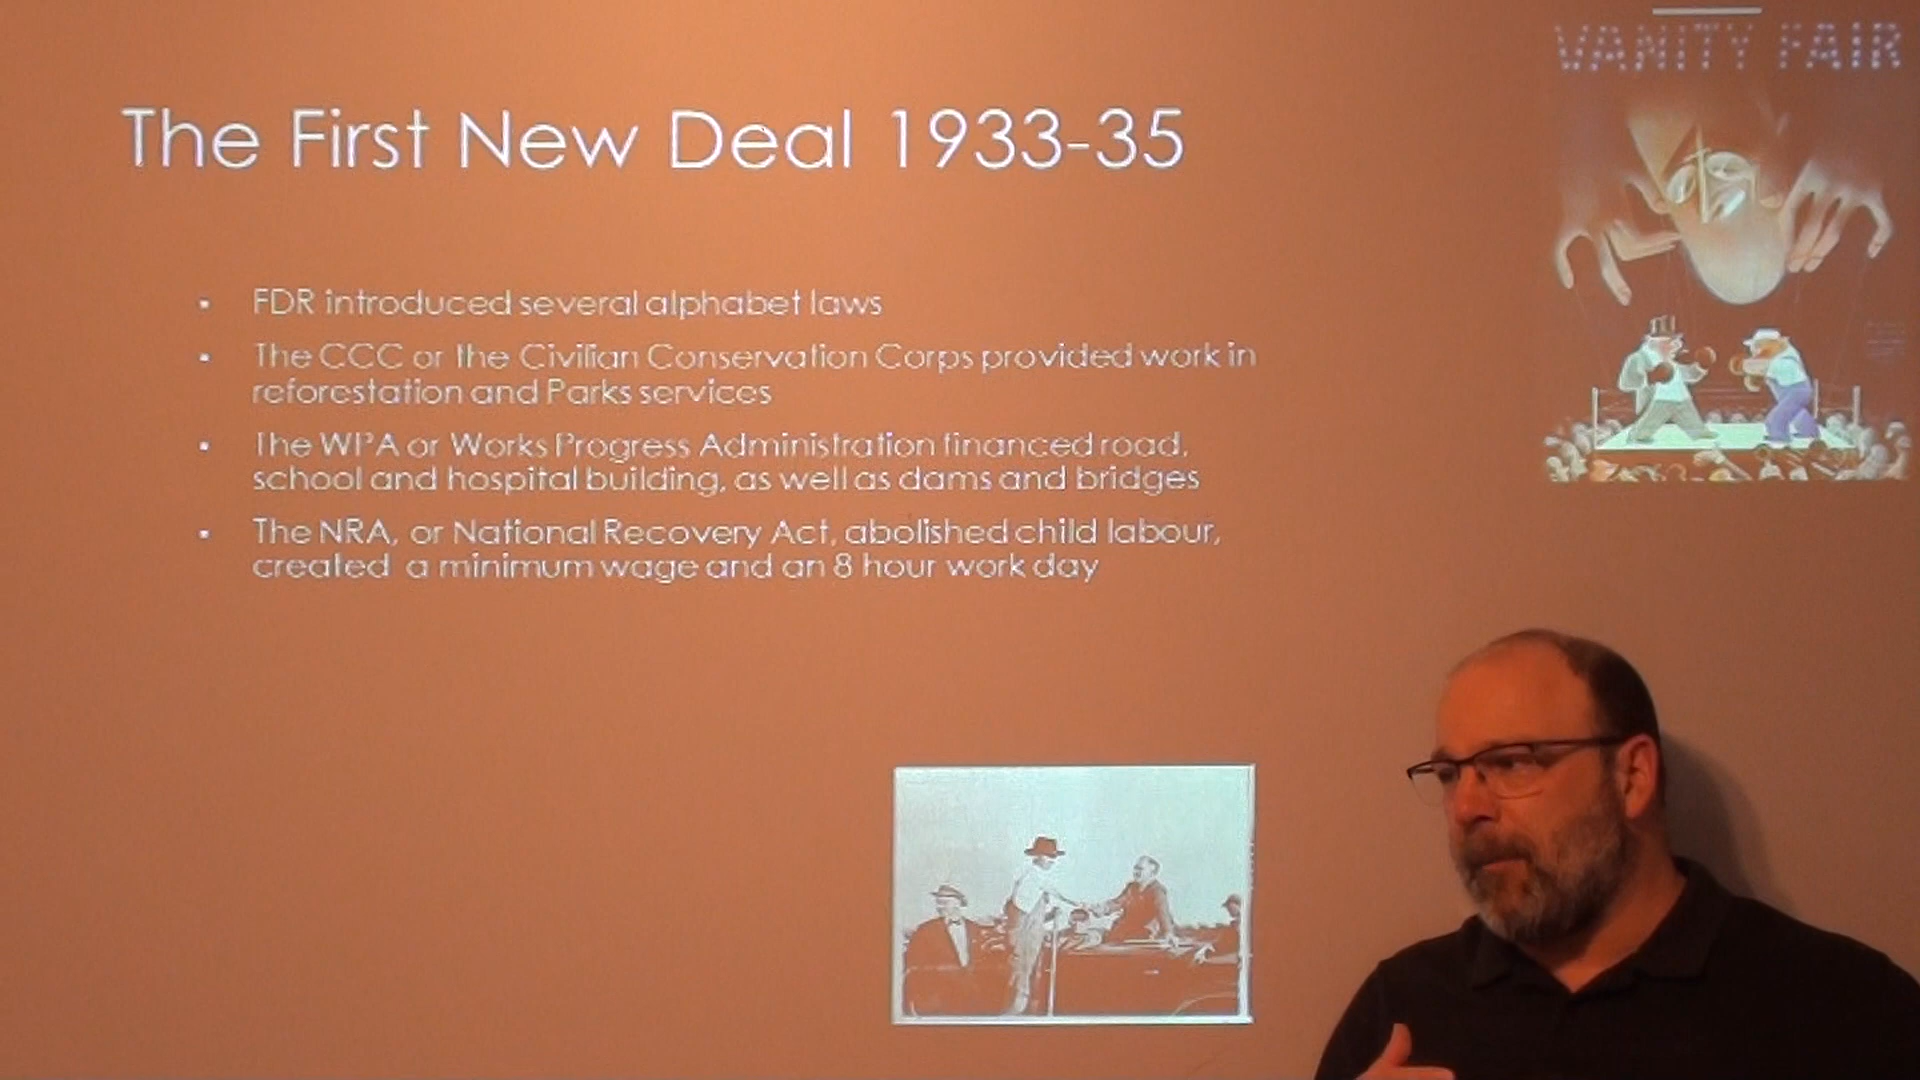 VANITY FAIR
The First New Deal 1933-35
▪ FDR introduced several alphabet laws
▪ The CCC or the Civilian Conservation Corps provided work in
reforestation and Parks services
▪ The WPA or Works Progress Administration financed road,
school and hospital building, as well as dams and bridges
▪ The NRA, or National Recovery Act, abolished child labour,
created a minimum wage and an 8 hour work day